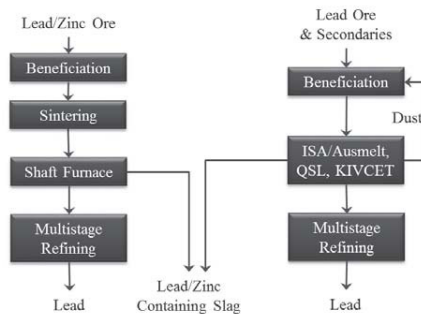 Lead/Zinc Ore
Beneficiation
Sintering
Shaft Furnace
Multistage
Refining
Lead
Lead/Zinc
Containing Slag
Lead Ore
& Secondaries
Beneficiation
Dust
ISA/Ausmelt,
QSL, KIVCET
Multistage
Refining
Lead